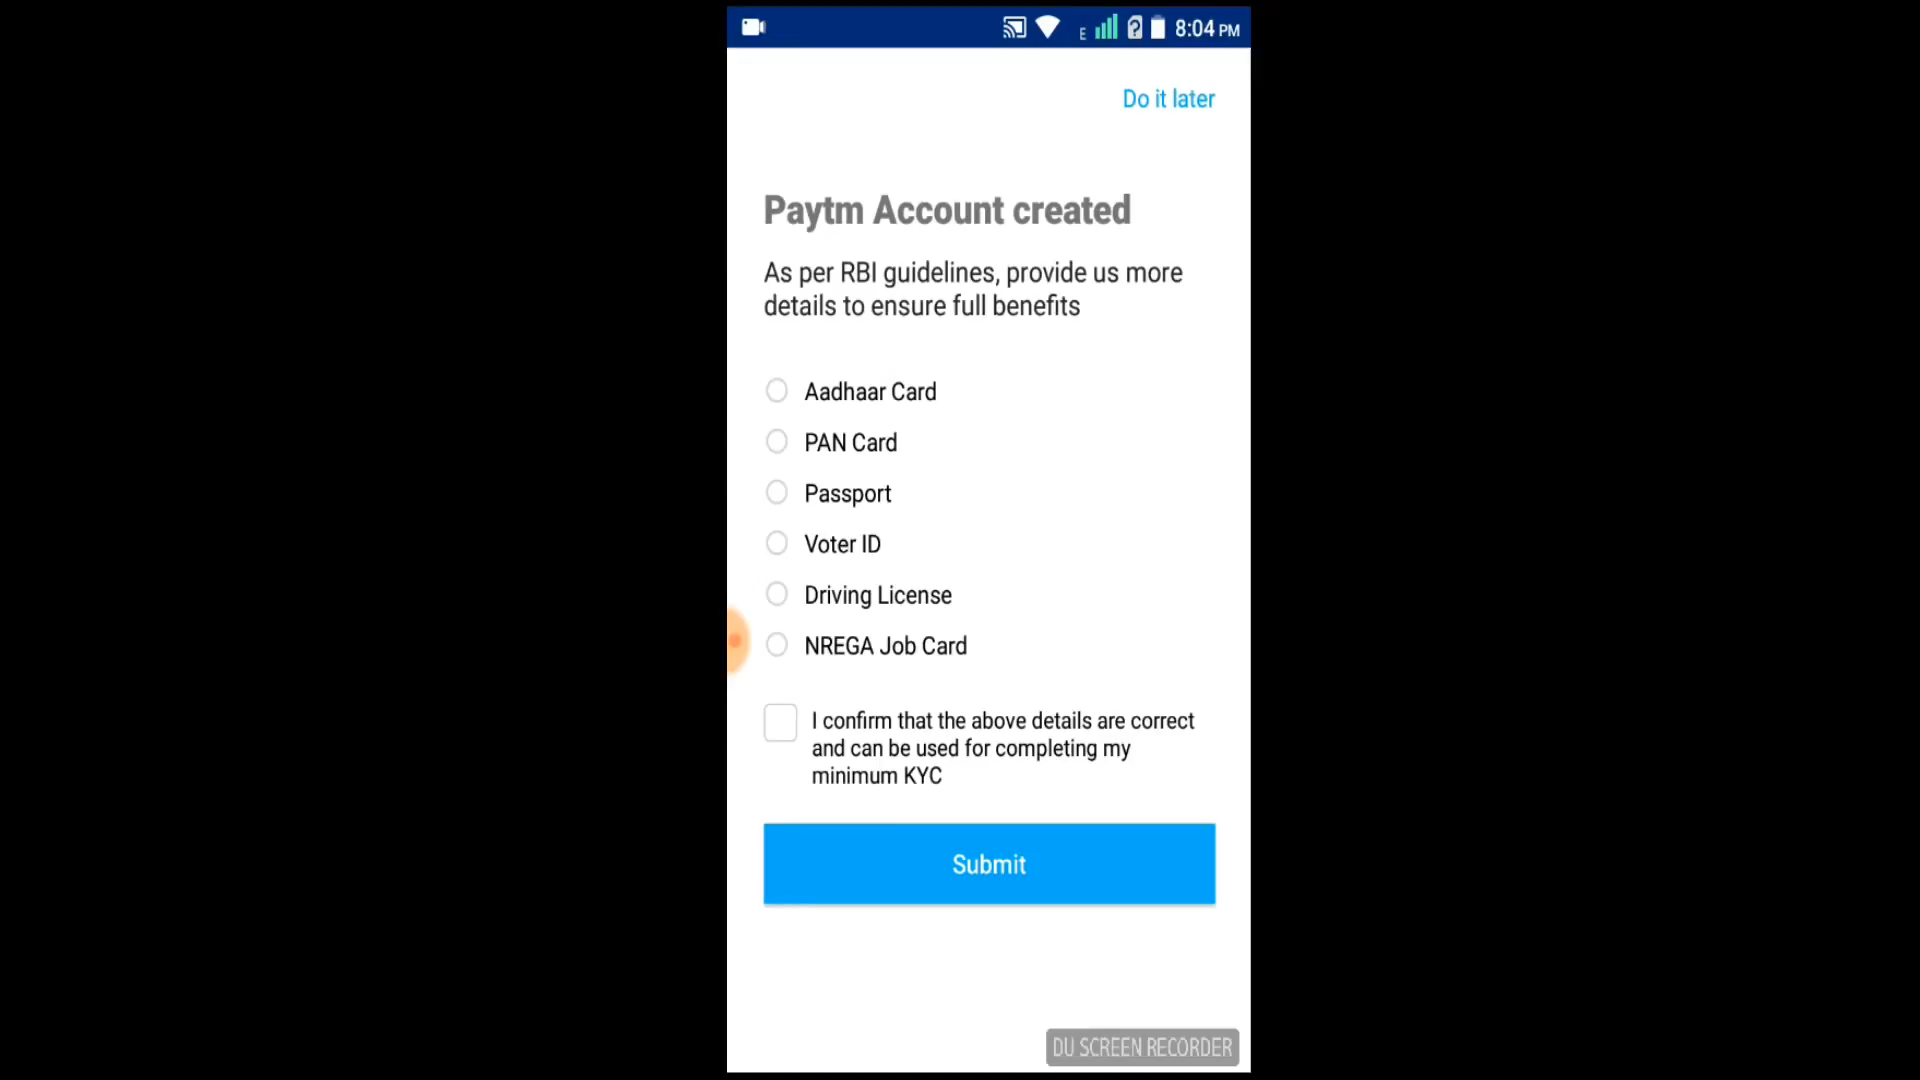 E 8:04 PM
Do it later
Paytm Account created
As per RBI guidelines, provide us more
details to ensure full benefits
Aadhaar Card
PAN Card
Passport
Voter ID
Driving License
NREGA Job Card
I confirm that the above details are correct
and can be used for completing my
minimum KYC
Submit
DU SCREEN RECORDER